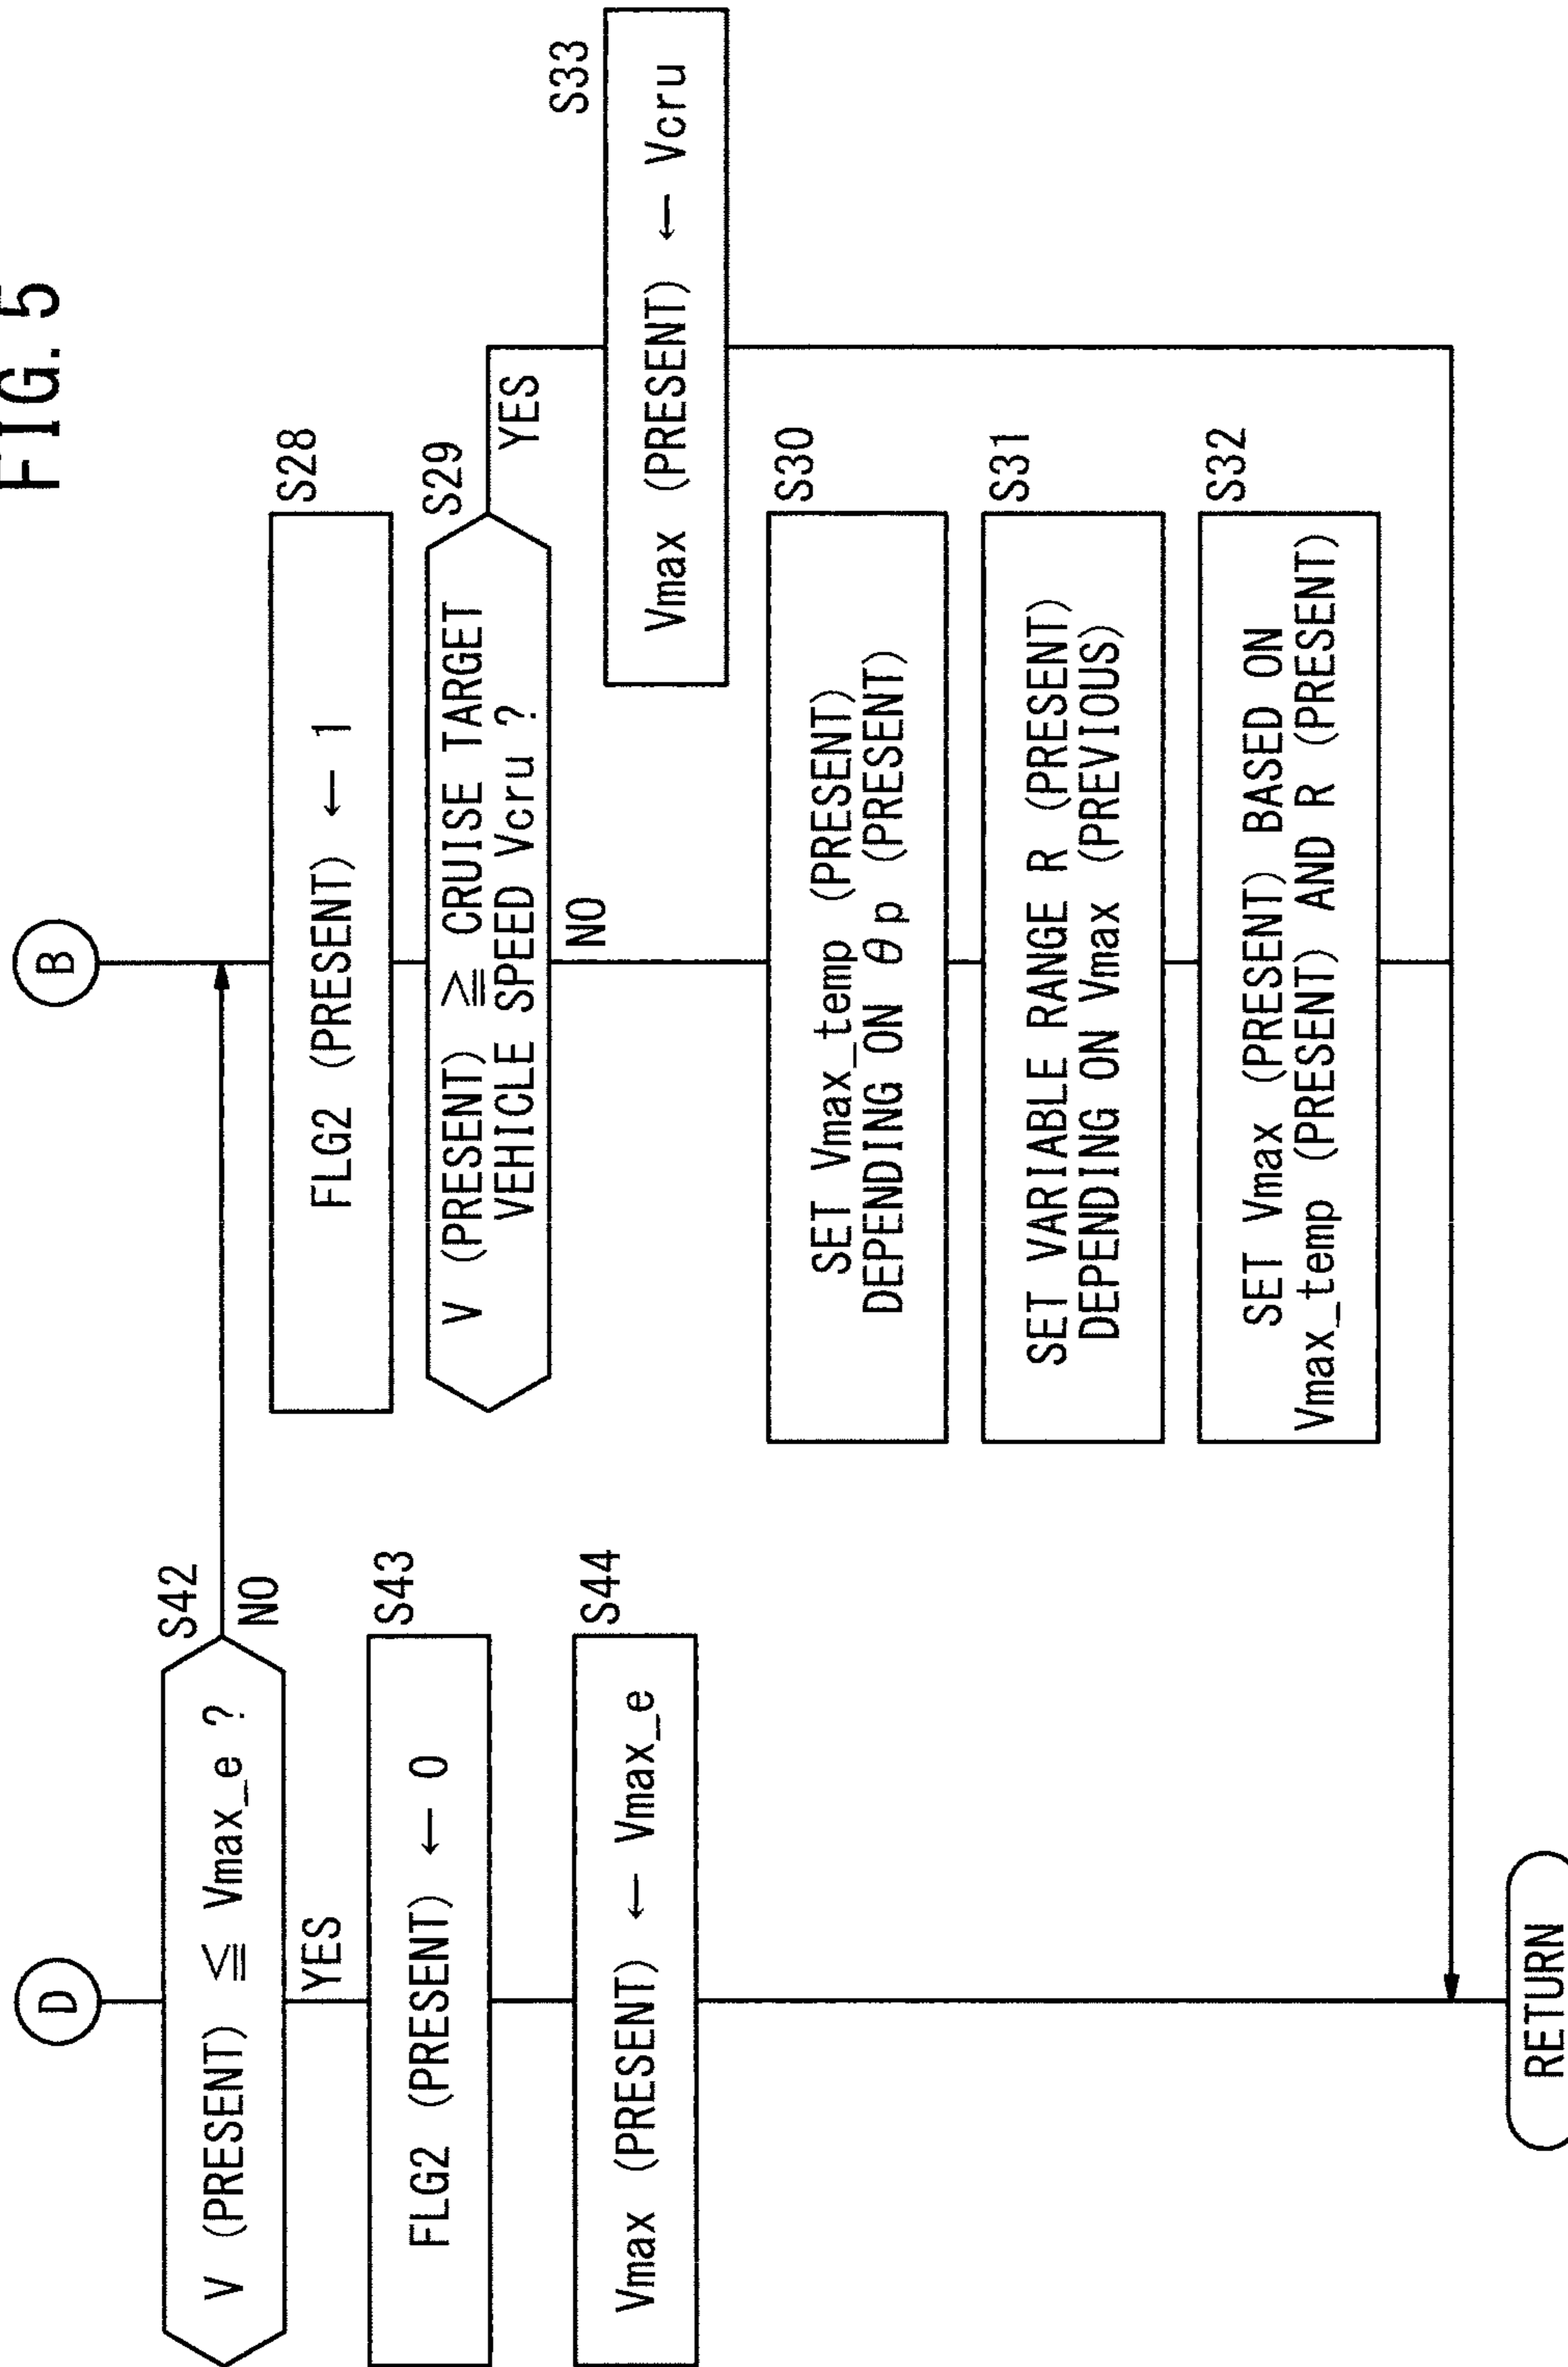 FIG. 5
D
S42
V (PRESENT) ≦ Vmax_e ?
NO
YES
S43
FLG2 (PRESENT) ← 0
S44
Vmax (PRESENT) ← Vmax_e
B
S28
FLG2 (PRESENT) ← 1
S29
V (PRESENT) ≧ CRUISE TARGET
VEHICLE SPEED Vcru ?
YES
NO
S33
Vmax (PRESENT) ← Vcru
S30
SET Vmax_temp (PRESENT)
DEPENDING ON θp (PRESENT)
S31
SET VARIABLE RANGE R (PRESENT)
DEPENDING ON Vmax (PREVIOUS)
S32
SET Vmax (PRESENT) BASED ON
Vmax_temp (PRESENT) AND R (PRESENT)
RETURN